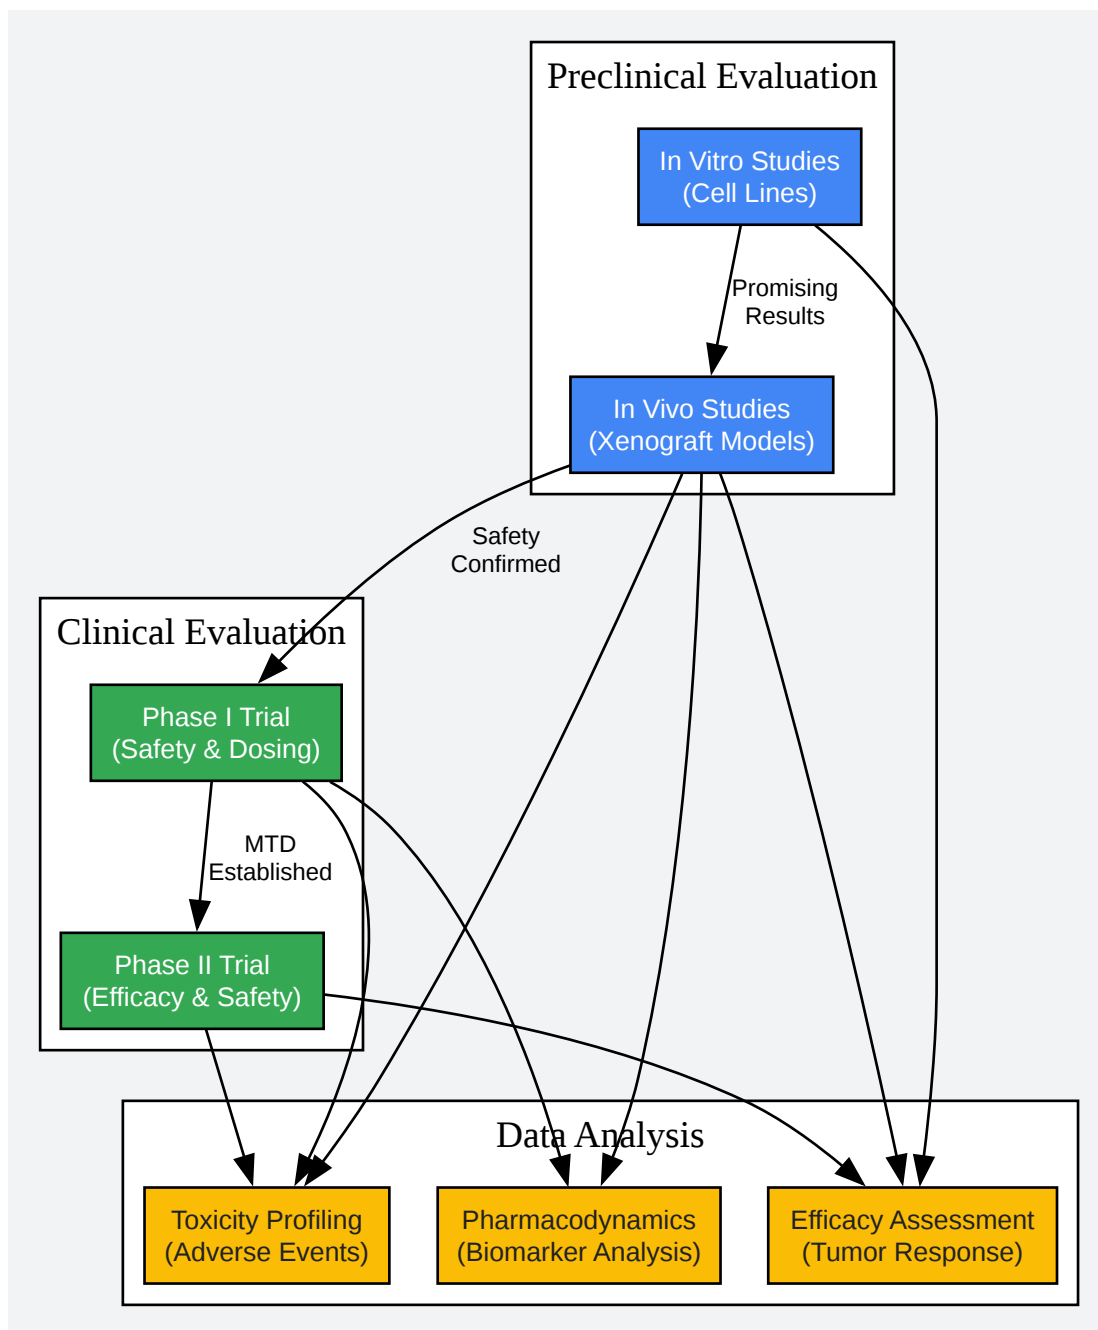 Preclinical Evaluation
In Vitro Studies
(Cell Lines)
Promising
Results
In Vivo Studies
(Xenograft Models)
Safety
Confirmed
Clinical Evaluation
Phase I Trial
(Safety & Dosing)
MTD
Established
Phase II Trial
(Efficacy & Safety)
Data Analysis
Toxicity Profiling
(Adverse Events)
Pharmacodynamics
(Biomarker Analysis)
Efficacy Assessment
(Tumor Response)